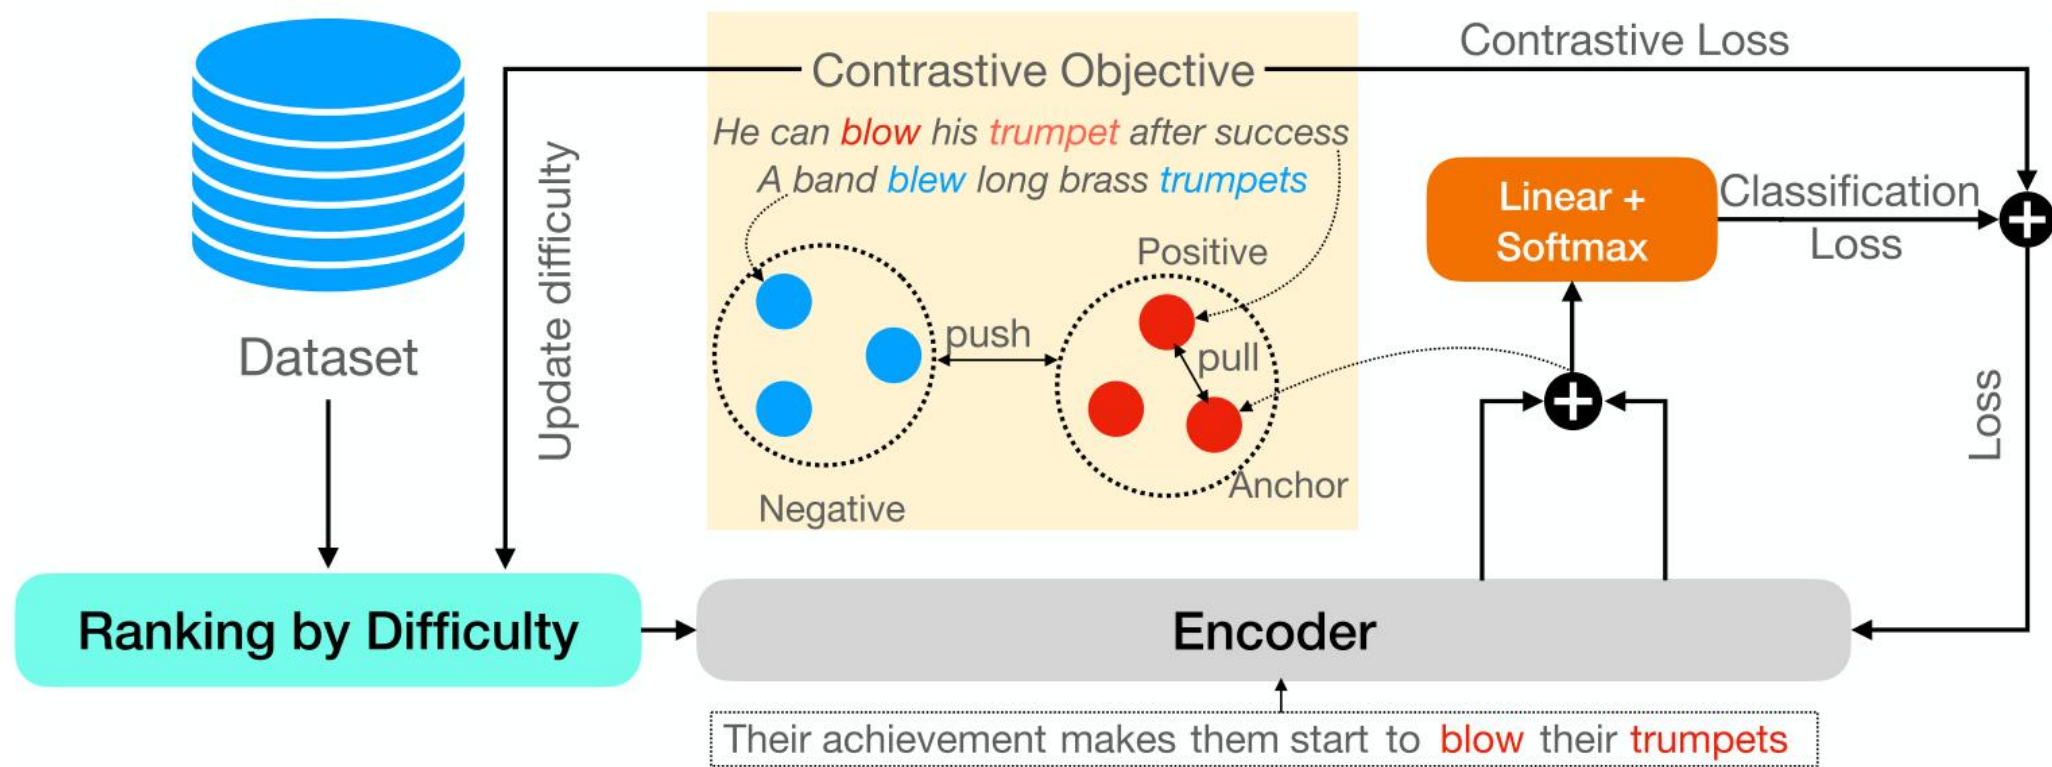 Contrastive Loss
Contrastive Objective
He can blow his trumpet after success
A band blew long brass trumpets
Update difficulty
Dataset
Positive
push
pull
Anchor
Negative
Linear +
Softmax
Classification
Loss
Loss
Ranking by Difficulty
Encoder
Their achievement makes them start to blow their trumpets